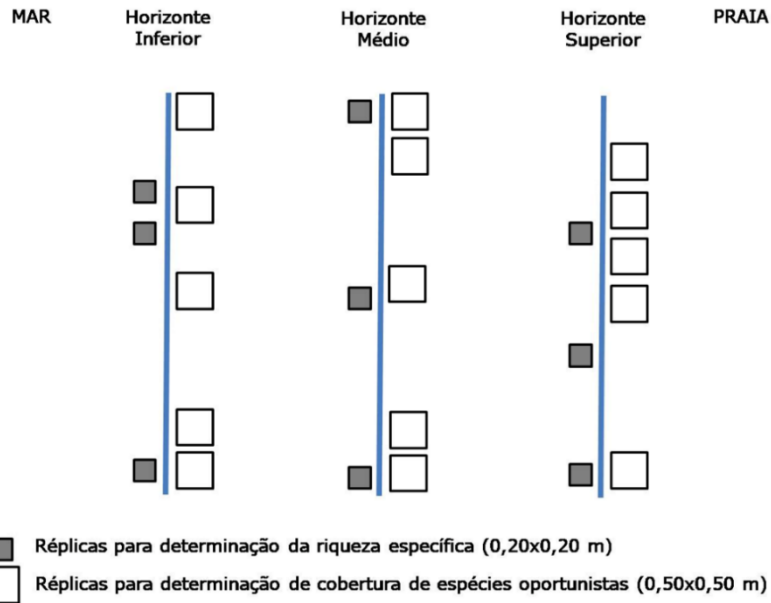 MAR Horizonte Inferior Horizonte Médio Horizonte Superior PRAIA
Réplicas para determinação da riqueza específica (0,20x0,20 m)
Réplicas para determinação de cobertura de espécies oportunistas (0,50x0,50 m)